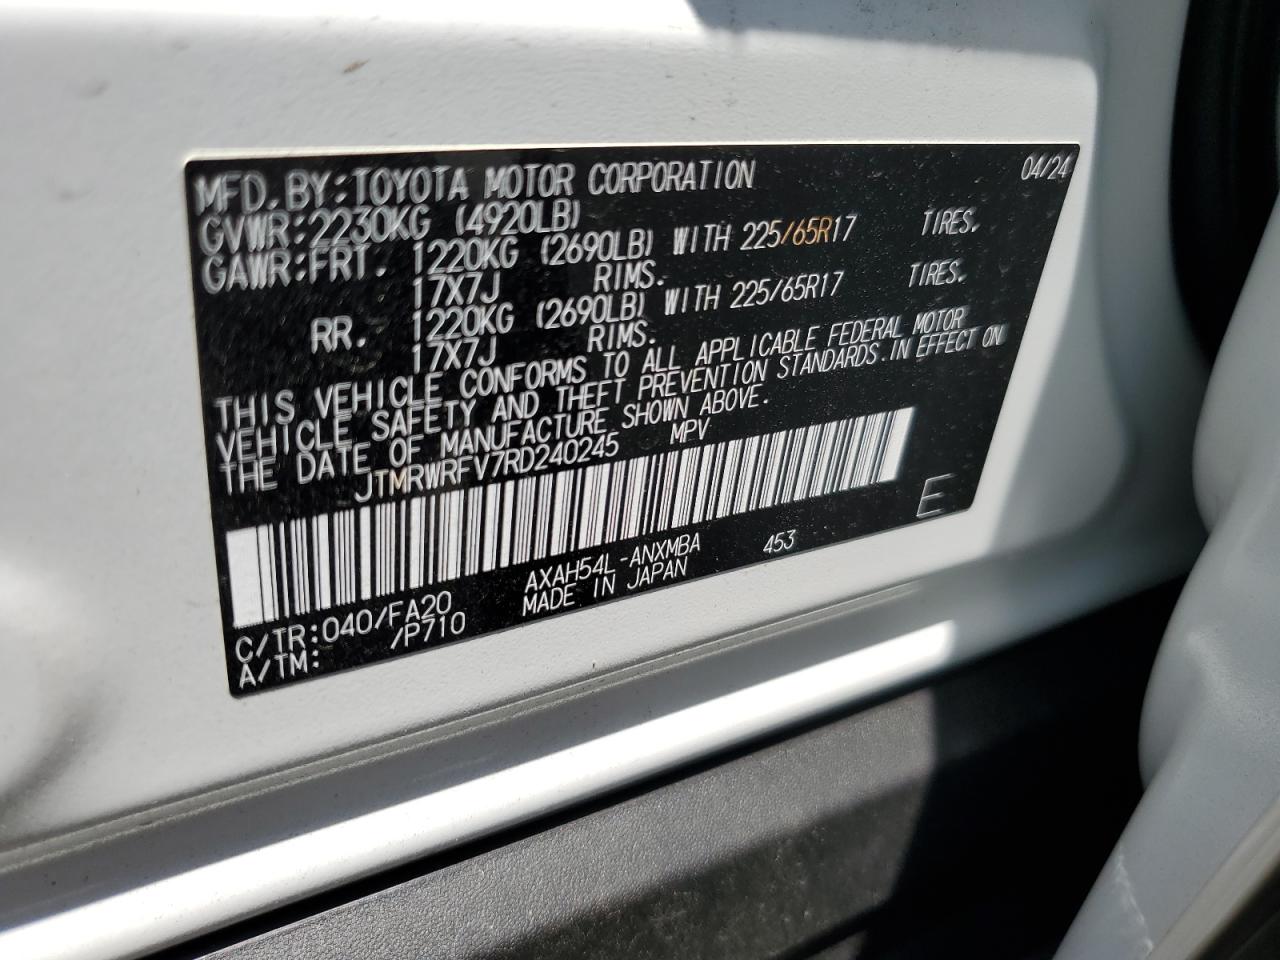 MFD. BY: TOYOTA MOTOR CORPORATION 04/24
GVWR: 2230KG (4920LB)
GAWR: FRT. 1220KG (2690LB) WITH 225/65R17 TIRES.
17X7J RIMS.
RR. 1220KG (2690LB) WITH 225/65R17 TIRES.
17X7J RIMS.
THIS VEHICLE CONFORMS TO ALL APPLICABLE FEDERAL MOTOR
VEHICLE SAFETY AND THEFT PREVENTION STANDARDS IN EFFECT ON
THE DATE OF MANUFACTURE SHOWN ABOVE.
JTMRWRFV7RD240245 MPV
E
AXAH54L-ANXMBA 453
MADE IN JAPAN
C/TR: 040/FA20
A/TM: /P710